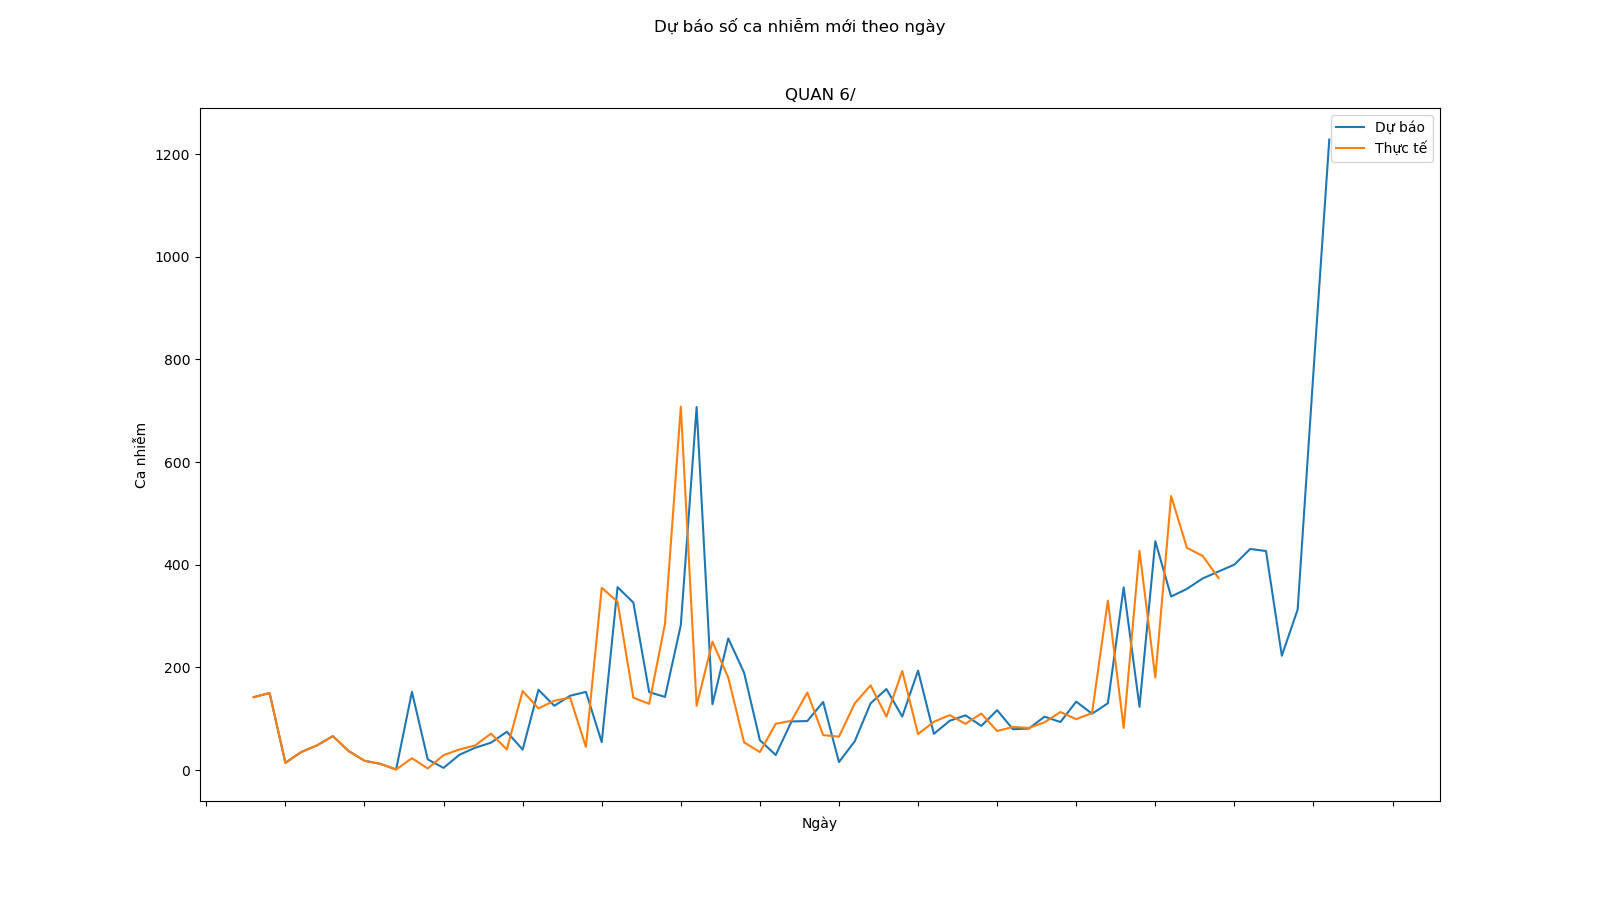 Dự báo số ca nhiễm mới theo ngày
QUAN 6/
Dự báo
Thực tế
1200
1000
800
600
400
200
0
Ca nhiễm
Ngày